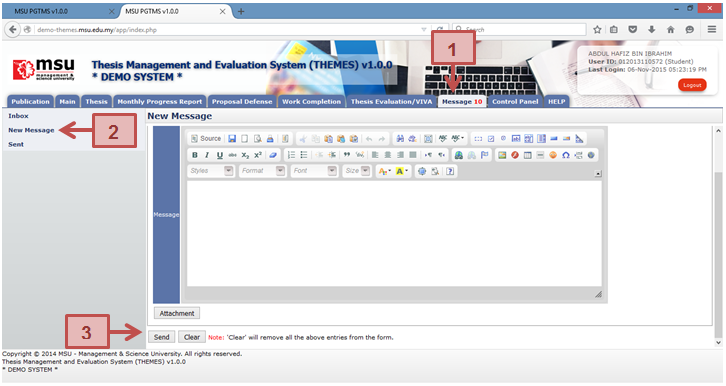 MSU PGTMS v1.0.0
MSU PGTMS v1.0.0
demo-themes.msu.edu.my/app/index.php
Search
1
msu
management &
science university
Thesis Management and Evaluation System (THEMES) v1.0.0
* DEMO SYSTEM *
ABDUL HAFIZ BIN IBRAHIM
User ID: 012013110572 (Student)
Last Login: 06-Nov-2015 05:23:19 PM
Logout
Publication Main Thesis Monthly Progress Report Proposal Defense Work Completion Thesis Evaluation/VIVA Message 10 Control Panel HELP
Inbox
New Message
Sent
2
New Message
Source
B I U abc X₂ X²
Styles Format Font Size
Message
Attachment
3
Send Clear Note: 'Clear' will remove all the above entries from the form.
Copyright © 2014 MSU - Management & Science University. All rights reserved.
Thesis Management and Evaluation System (THEMES) v1.0.0
* DEMO SYSTEM *